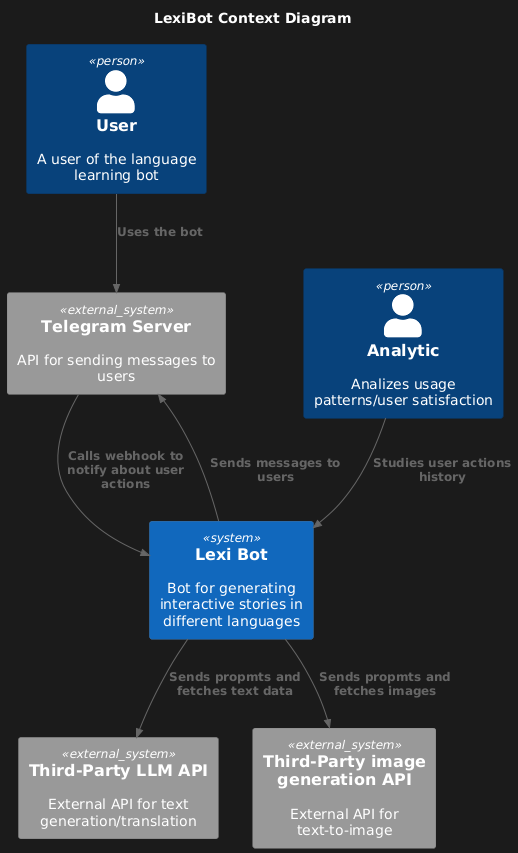 LexiBot Context Diagram
«person»
User
A user of the language
learning bot
Uses the bot
«external_system»
Telegram Server
API for sending messages to
users
«person»
Analytic
Analizes usage
patterns/user satisfaction
Calls webhook to
notify about user
actions
Sends messages to
users
Studies user actions
history
«system»
Lexi Bot
Bot for generating
interactive stories in
different languages
Sends propmts and
fetches text data
Sends propmts and
fetches images
«external_system»
Third-Party LLM API
External API for text
generation/translation
«external_system»
Third-Party image
generation API
External API for
text-to-image